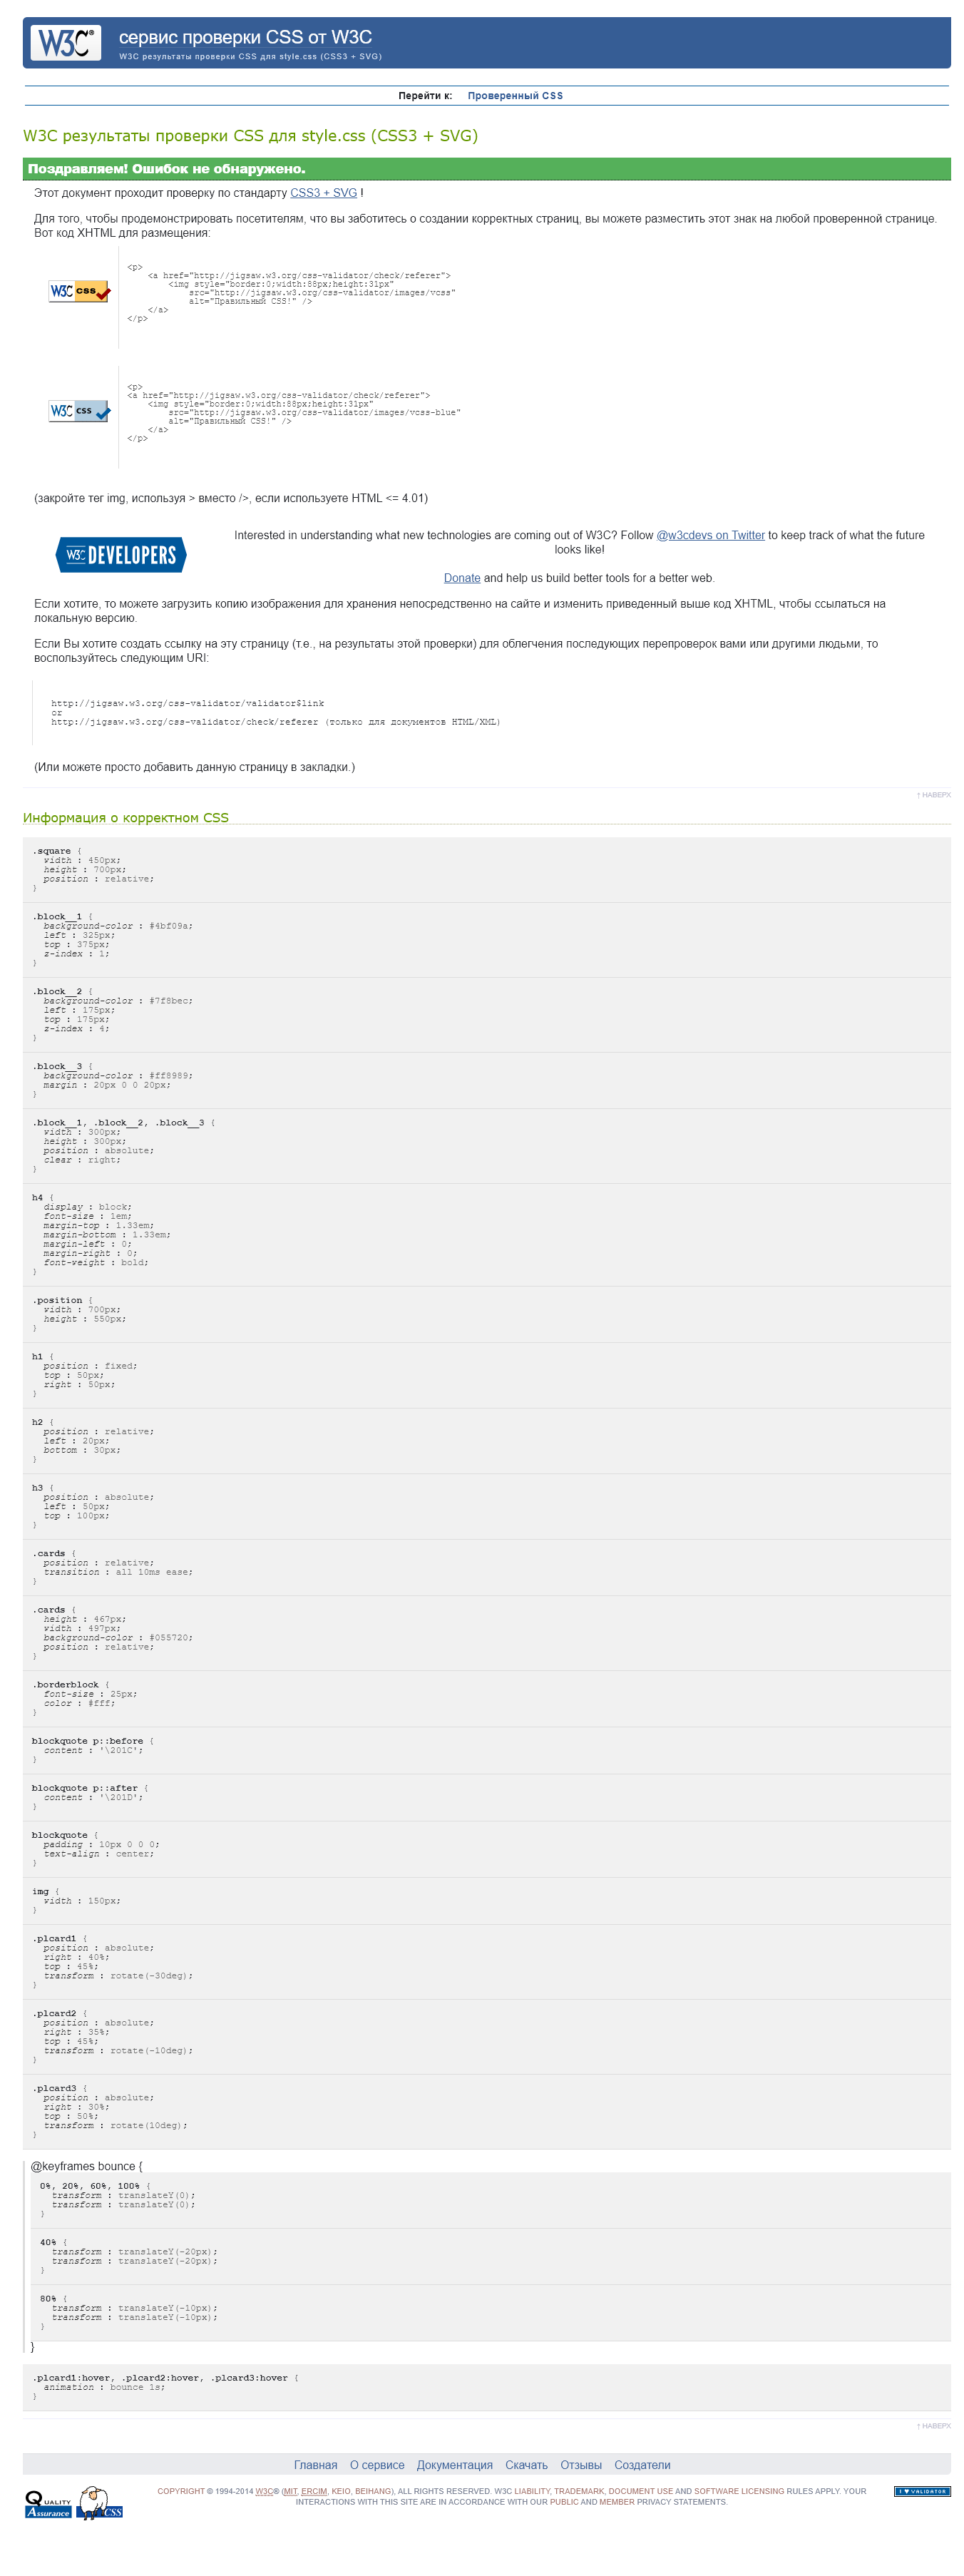 W3C®
сервис проверки CSS от W3C
W3C результаты проверки CSS для style.css (CSS3 + SVG)
Перейти к: Проверенный CSS
W3C результаты проверки CSS для style.css (CSS3 + SVG)
Поздравляем! Ошибок не обнаружено.
Этот документ проходит проверку по стандарту CSS3 + SVG !
Для того, чтобы продемонстрировать посетителям, что вы заботитесь о создании корректных страниц, вы можете разместить этот знак на любой проверенной странице.
Вот код XHTML для размещения:
W3C css
<p>
<a href="http://jigsaw.w3.org/css-validator/check/referer">
<img style="border:0;width:88px;height:31px"
src="http://jigsaw.w3.org/css-validator/images/vcss"
alt="Правильный CSS!" />
</a>
</p>
W3C css
<p>
<a href="http://jigsaw.w3.org/css-validator/check/referer">
<img style="border:0;width:88px;height:31px"
src="http://jigsaw.w3.org/css-validator/images/vcss-blue"
alt="Правильный CSS!" />
</a>
</p>
(закройте тег img, используя > вместо />, если используете HTML <= 4.01)
W3C DEVELOPERS
Interested in understanding what new technologies are coming out of W3C? Follow @w3cdevs on Twitter to keep track of what the future
looks like!
Donate and help us build better tools for a better web.
Если хотите, то можете загрузить копию изображения для хранения непосредственно на сайте и изменить приведенный выше код XHTML, чтобы ссылаться на
локальную версию.
Если Вы хотите создать ссылку на эту страницу (т.е., на результаты этой проверки) для облегчения последующих перепроверок вами или другими людьми, то
воспользуйтесь следующим URI:
http://jigsaw.w3.org/css-validator/validator$link
or
http://jigsaw.w3.org/css-validator/check/referer (только для документов HTML/XML)
(Или можете просто добавить данную страницу в закладки.)
↑ НАВЕРХ
Информация о корректном CSS
.square {
width : 450px;
height : 700px;
position : relative;
}
.block__1 {
background-color : #4bf09a;
left : 325px;
top : 375px;
z-index : 1;
}
.block__2 {
background-color : #7f8bec;
left : 175px;
top : 175px;
z-index : 4;
}
.block__3 {
background-color : #ff8989;
margin : 20px 0 0 20px;
}
.block__1, .block__2, .block__3 {
width : 300px;
height : 300px;
position : absolute;
clear : right;
}
h4 {
display : block;
font-size : 1em;
margin-top : 1.33em;
margin-bottom : 1.33em;
margin-left : 0;
margin-right : 0;
font-weight : bold;
}
.position {
width : 700px;
height : 550px;
}
h1 {
position : fixed;
top : 50px;
right : 50px;
}
h2 {
position : relative;
left : 20px;
bottom : 30px;
}
h3 {
position : absolute;
left : 50px;
top : 100px;
}
.cards {
position : relative;
transition : all 10ms ease;
}
.cards {
height : 467px;
width : 497px;
background-color : #055720;
position : relative;
}
.borderblock {
font-size : 25px;
color : #fff;
}
blockquote p::before {
content : '\201C';
}
blockquote p::after {
content : '\201D';
}
blockquote {
padding : 10px 0 0 0;
text-align : center;
}
img {
width : 150px;
}
.plcard1 {
position : absolute;
right : 40%;
top : 45%;
transform : rotate(-30deg);
}
.plcard2 {
position : absolute;
right : 35%;
top : 45%;
transform : rotate(-10deg);
}
.plcard3 {
position : absolute;
right : 30%;
top : 50%;
transform : rotate(10deg);
}
@keyframes bounce {
0%, 20%, 60%, 100% {
transform : translateY(0);
transform : translateY(0);
}
40% {
transform : translateY(-20px);
transform : translateY(-20px);
}
80% {
transform : translateY(-10px);
transform : translateY(-10px);
}
}
.plcard1:hover, .plcard2:hover, .plcard3:hover {
animation : bounce 1s;
}
↑ НАВЕРХ
Главная О сервисе Документация Скачать Отзывы Создатели
QUALITY
Assurance
CSS
COPYRIGHT © 1994-2014 W3C® (MIT, ERCIM, KEIO, BEIHANG), ALL RIGHTS RESERVED. W3C LIABILITY, TRADEMARK, DOCUMENT USE AND SOFTWARE LICENSING RULES APPLY. YOUR
INTERACTIONS WITH THIS SITE ARE IN ACCORDANCE WITH OUR PUBLIC AND MEMBER PRIVACY STATEMENTS.
I ♥ VALIDATOR